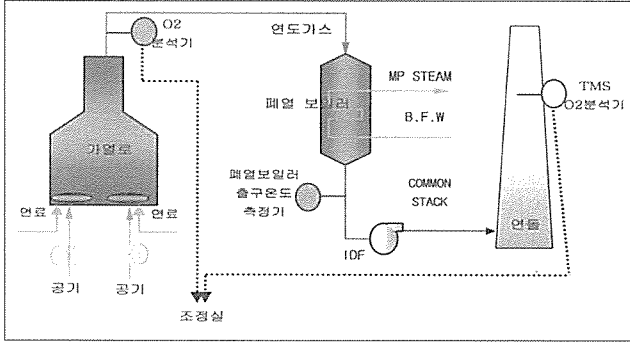 O2
분석기
연도가스
가열로
연료
연료
공기
공기
폐열 보일러
MP STEAM
B.F.W
폐열보일러
출구온도
측정기
IDF
COMMON
STACK
TMS
O2분석기
연돌
조정실